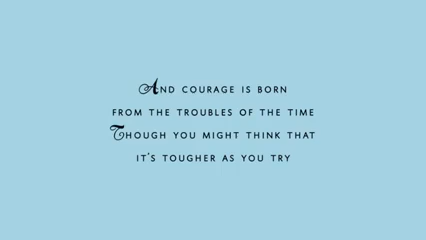 And courage is born
from the troubles of the time
Though you might think that
it's tougher as you try